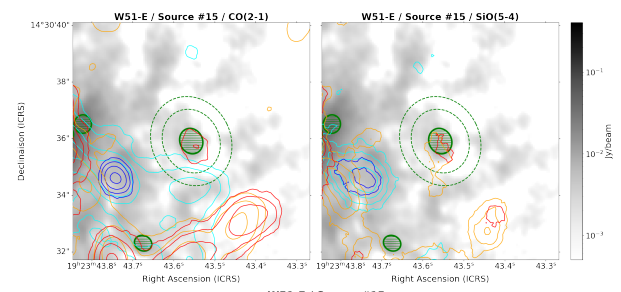 W51-E / Source #15 / CO(2-1)
W51-E / Source #15 / SiO(5-4)
14°30'40"
38"
36"
34"
32"
Declinaison (ICRS)
19ʰ23ᵐ43.8ˢ 43.7ˢ 43.6ˢ 43.5ˢ 43.4ˢ 43.3ˢ
19ʰ23ᵐ43.8ˢ 43.7ˢ 43.6ˢ 43.5ˢ 43.4ˢ 43.3ˢ
Right Ascension (ICRS)
Right Ascension (ICRS)
10⁻¹
10⁻²
10⁻³
Jy/beam